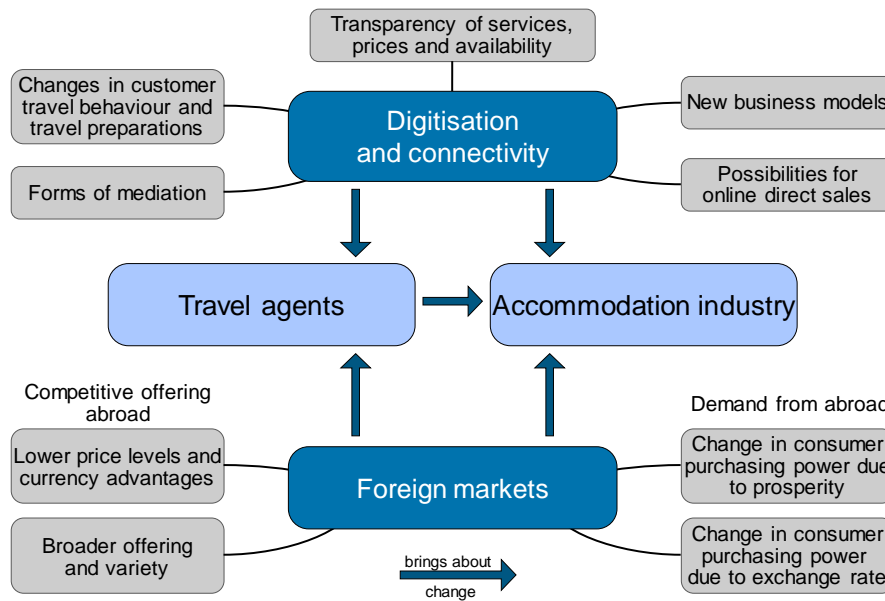 Transparency of services,
prices and availability
Changes in customer
travel behaviour and
travel preparations
New business models
Digitisation
and connectivity
Forms of mediation
Possibilities for
online direct sales
Travel agents
Accommodation industry
Competitive offering
abroad
Demand from abroad
Lower price levels and
currency advantages
Change in consumer
purchasing power due
to prosperity
Foreign markets
Broader offering
and variety
Change in consumer
purchasing power
due to exchange rate
brings about
change